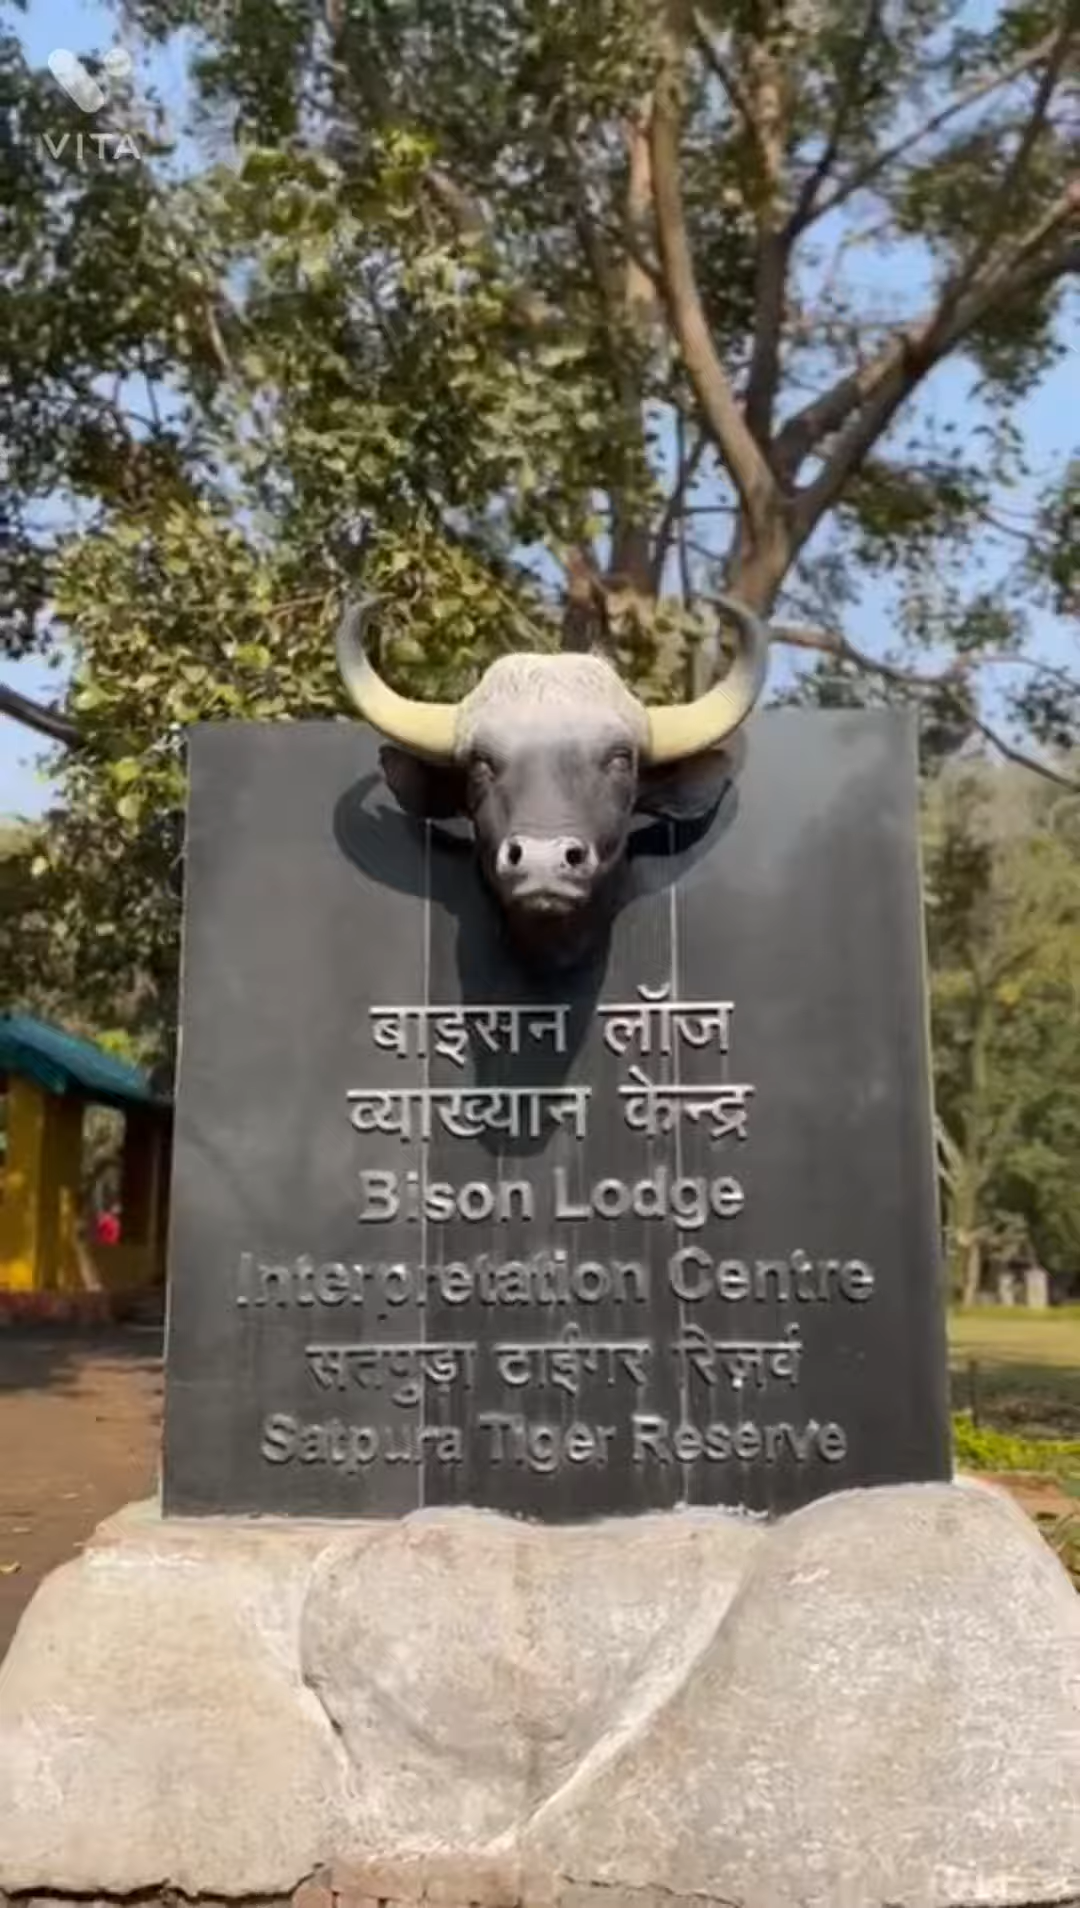 VITA
बाइसन लॉज
व्याख्यान केन्द्र
Bison Lodge
Interpretation Centre
सतपुड़ा टाईगर रिज़र्व
Satpura Tiger Reserve